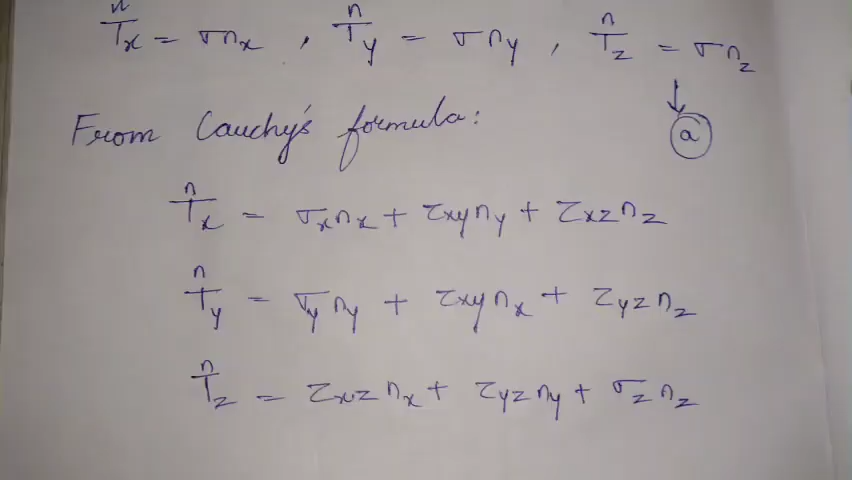 n n n
Tx = σnx , Ty = σny , Tz = σnz
From Cauchy's formula: a
n
Tx = σxnx + τxyny + τxznz
n
Ty = σyny + τxynx + τyznz
n
Tz = τxznx + τyzny + σznz